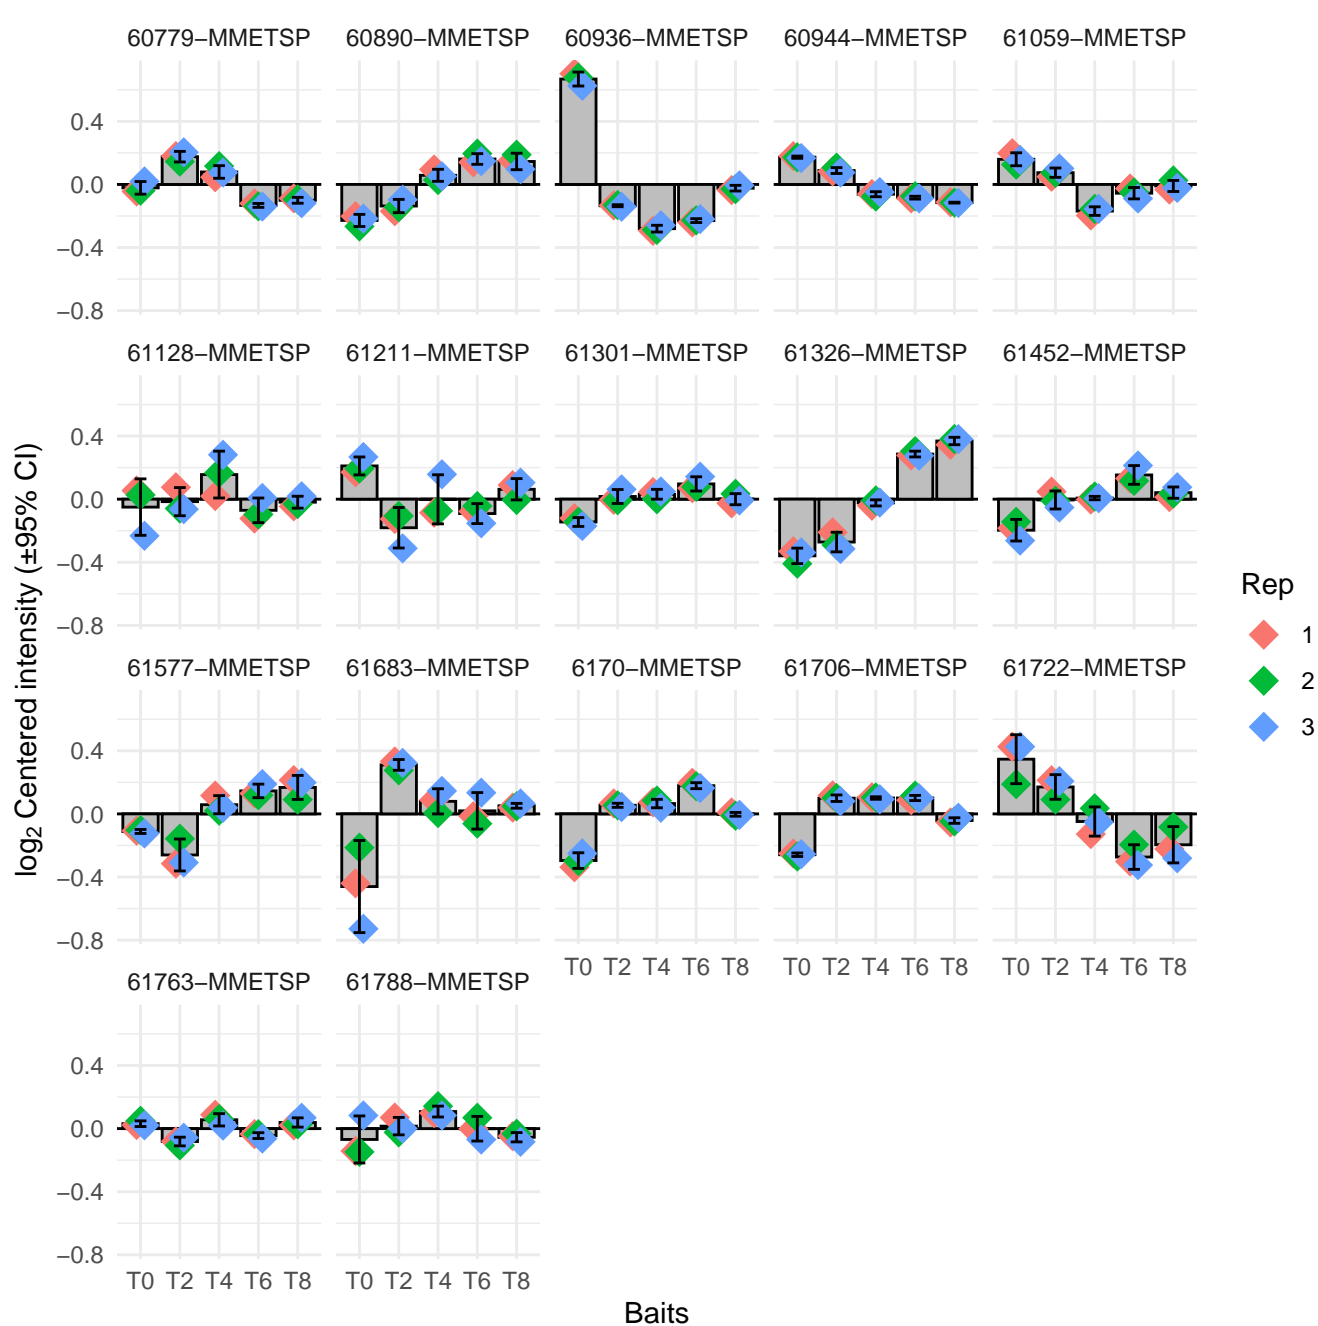 60779−MMETSP 60890−MMETSP 60936−MMETSP 60944−MMETSP 61059−MMETSP
0.4
0.0
−0.4
−0.8
61128−MMETSP 61211−MMETSP 61301−MMETSP 61326−MMETSP 61452−MMETSP
0.4
0.0
−0.4
−0.8
61577−MMETSP 61683−MMETSP 6170−MMETSP 61706−MMETSP 61722−MMETSP
0.4
0.0
−0.4
−0.8
T0 T2 T4 T6 T8 T0 T2 T4 T6 T8 T0 T2 T4 T6 T8
61763−MMETSP 61788−MMETSP
0.4
0.0
−0.4
−0.8
T0 T2 T4 T6 T8 T0 T2 T4 T6 T8
Baits
log₂ Centered intensity (±95% CI)
Rep
1
2
3